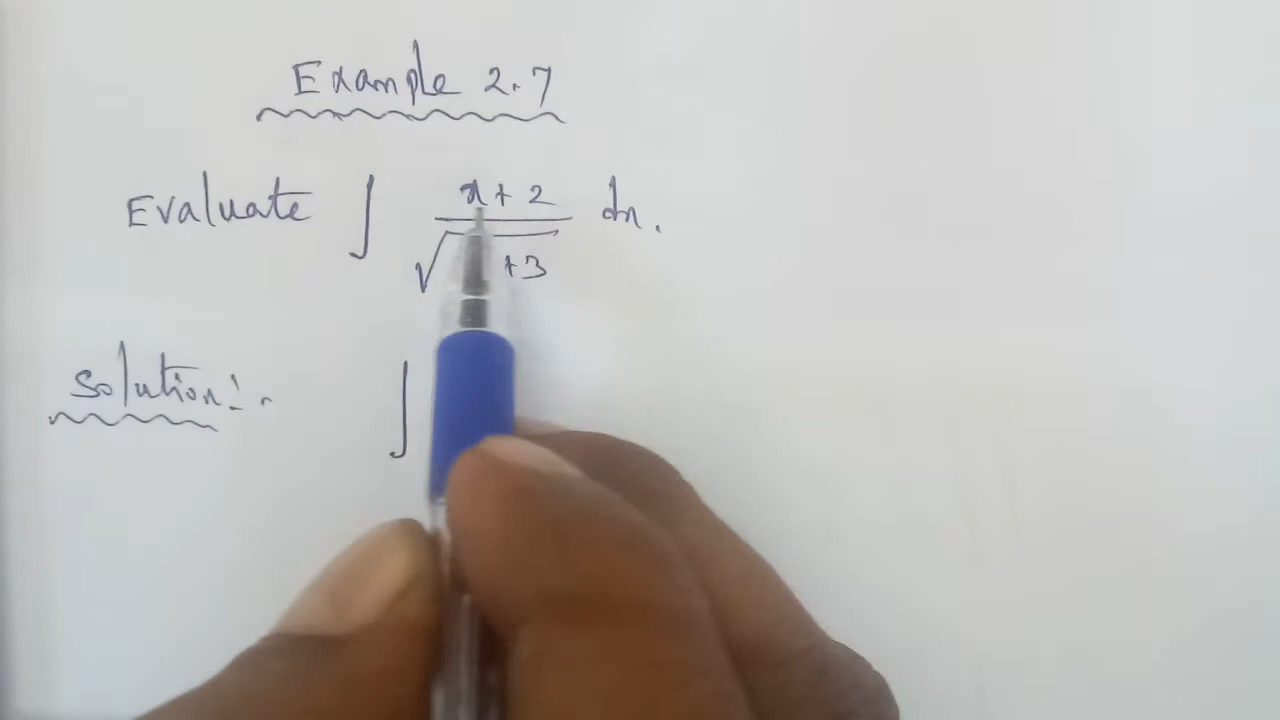 Example 2.7
Evaluate ∫ x+2 / √ +3 dx.
Solution:.
∫